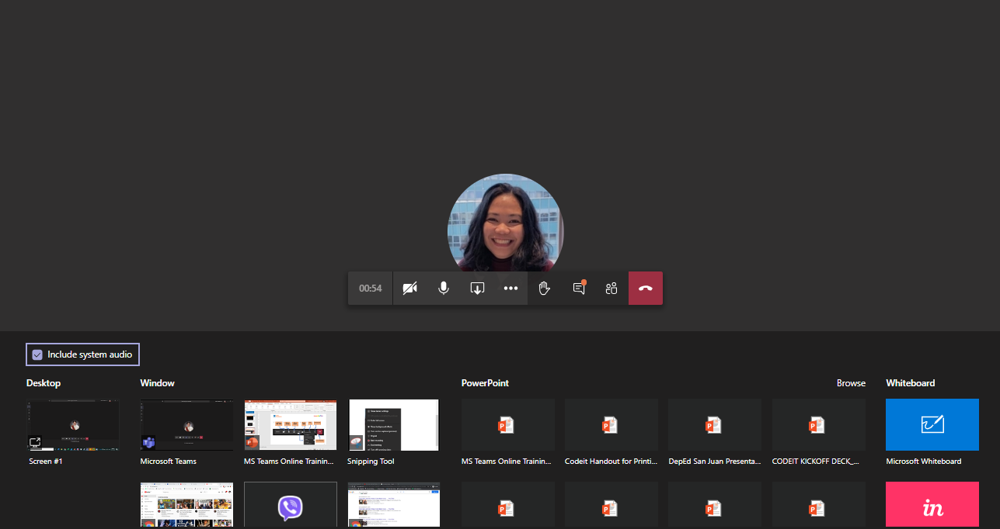 00:54
Include system audio
Desktop
Window
PowerPoint
Browse
Whiteboard
Screen #1
Microsoft Teams
MS Teams Online Trainin...
Snipping Tool
MS Teams Online Trainin...
Codeit Handout for Printi...
DepEd San Juan Presenta...
CODEIT KICKOFF DECK_...
Microsoft Whiteboard
in